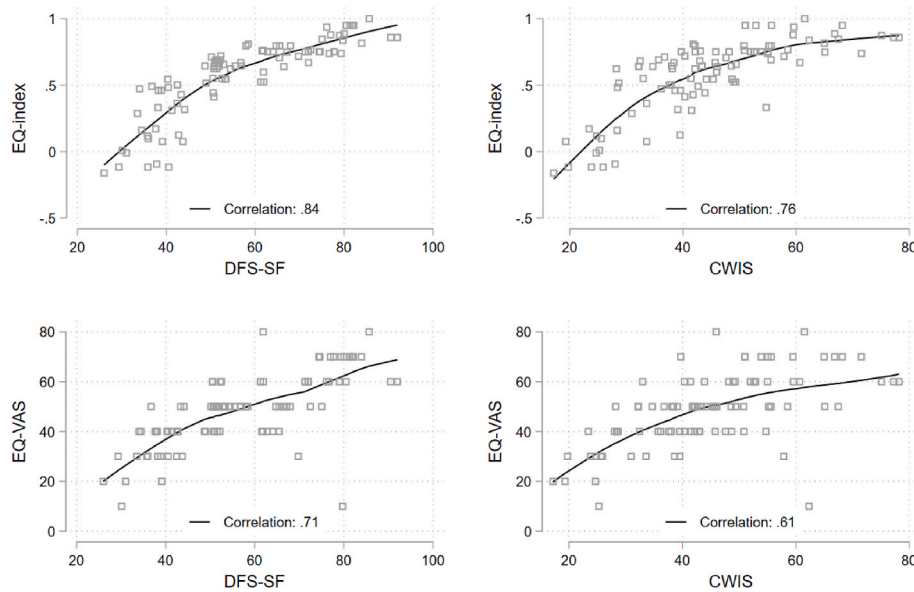 1
.5
0
-.5
EQ-index
Correlation: .84
20 40 60 80 100
DFS-SF
1
.5
0
-.5
EQ-index
Correlation: .76
20 40 60 80
CWIS
80
60
40
20
0
EQ-VAS
Correlation: .71
20 40 60 80 100
DFS-SF
80
60
40
20
0
EQ-VAS
Correlation: .61
20 40 60 80
CWIS